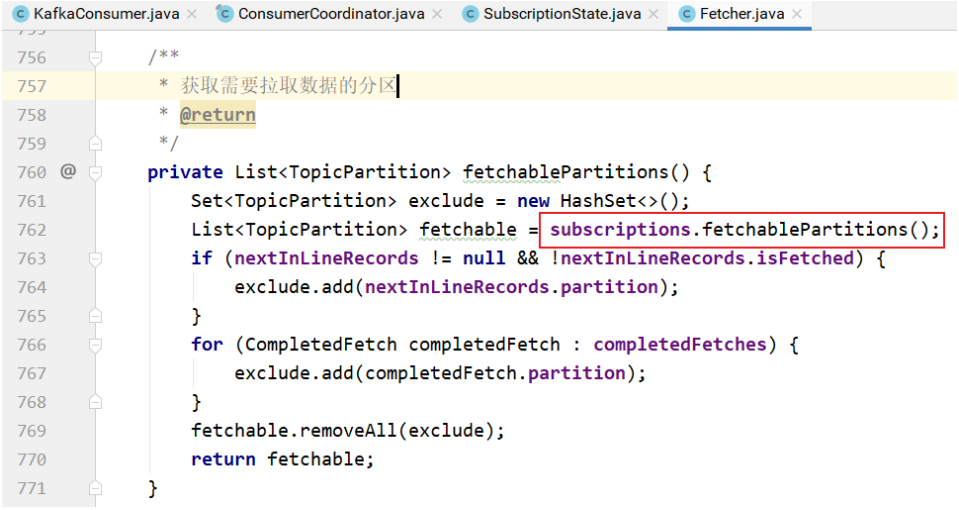 KafkaConsumer.java × ConsumerCoordinator.java × SubscriptionState.java × Fetcher.java ×
756 /**
757 * 获取需要拉取数据的分区
758 * @return
759 */
760 @ private List<TopicPartition> fetchablePartitions() {
761 Set<TopicPartition> exclude = new HashSet<>();
762 List<TopicPartition> fetchable = subscriptions.fetchablePartitions();
763 if (nextInLineRecords != null && !nextInLineRecords.isFetched) {
764 exclude.add(nextInLineRecords.partition);
765 }
766 for (CompletedFetch completedFetch : completedFetches) {
767 exclude.add(completedFetch.partition);
768 }
769 fetchable.removeAll(exclude);
770 return fetchable;
771 }